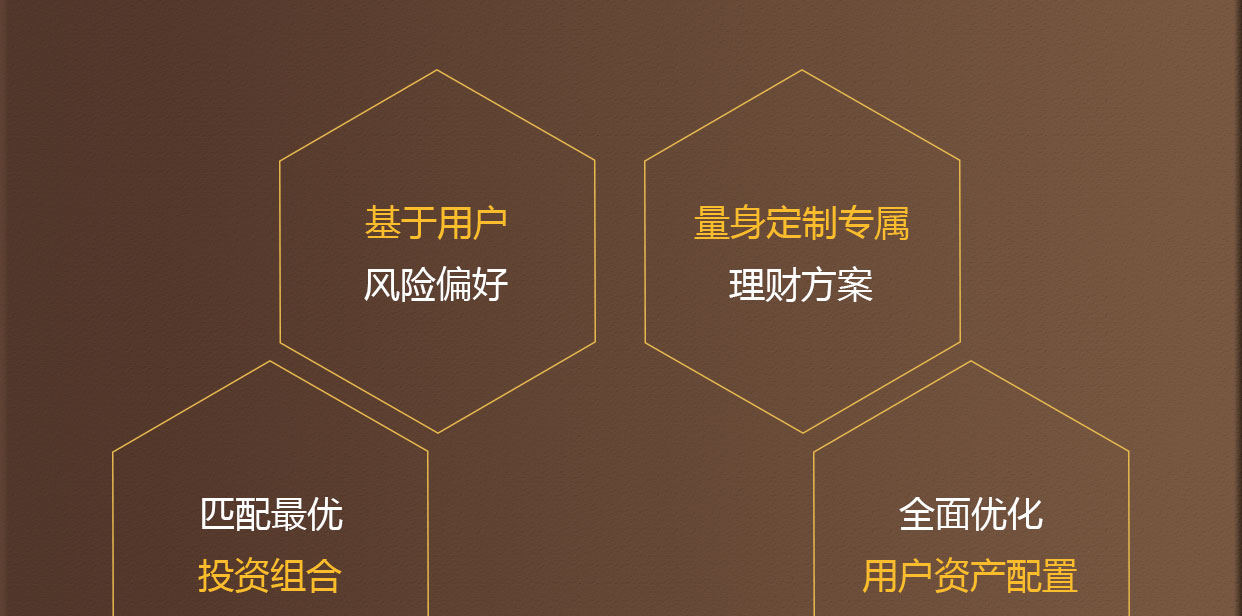 基于用户
风险偏好
量身定制专属
理财方案
匹配最优
投资组合
全面优化
用户资产配置